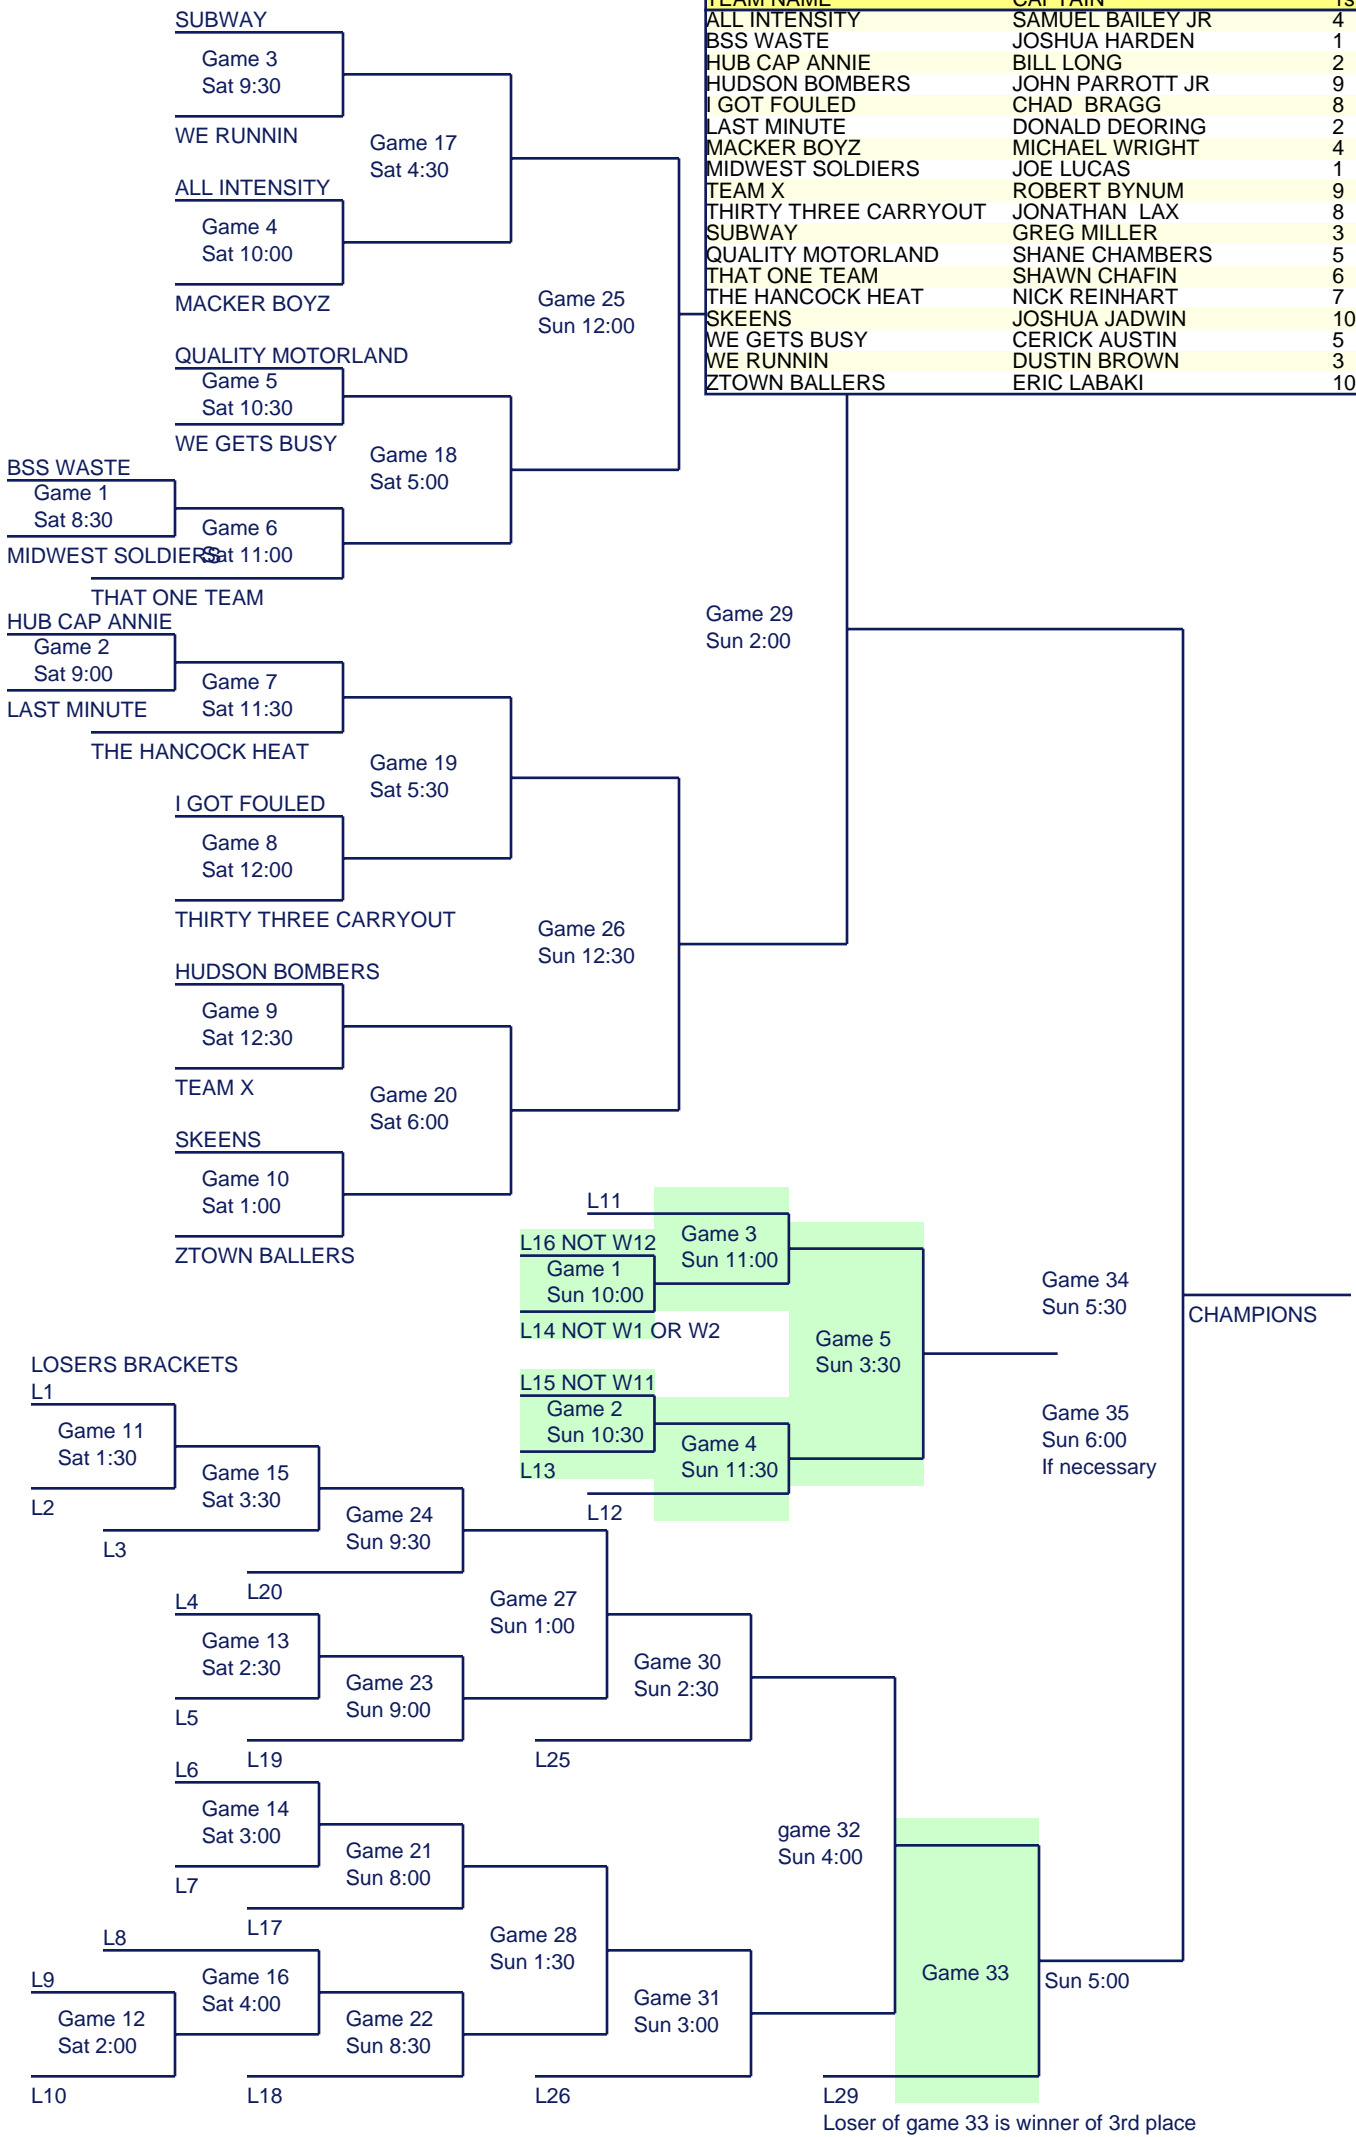 TEAM NAME CAPTAIN
ALL INTENSITY SAMUEL BAILEY JR 4
BSS WASTE JOSHUA HARDEN 1
HUB CAP ANNIE BILL LONG 2
HUDSON BOMBERS JOHN PARROTT JR 9
I GOT FOULED CHAD BRAGG 8
LAST MINUTE DONALD DEORING 2
MACKER BOYZ MICHAEL WRIGHT 4
MIDWEST SOLDIERS JOE LUCAS 1
TEAM X ROBERT BYNUM 9
THIRTY THREE CARRYOUT JONATHAN LAX 8
SUBWAY GREG MILLER 3
QUALITY MOTORLAND SHANE CHAMBERS 5
THAT ONE TEAM SHAWN CHAFIN 6
THE HANCOCK HEAT NICK REINHART 7
SKEENS JOSHUA JADWIN 10
WE GETS BUSY CERICK AUSTIN 5
WE RUNNIN DUSTIN BROWN 3
ZTOWN BALLERS ERIC LABAKI 10
SUBWAY
Game 3
Sat 9:30
WE RUNNIN
Game 17
Sat 4:30
ALL INTENSITY
Game 4
Sat 10:00
MACKER BOYZ
Game 25
Sun 12:00
QUALITY MOTORLAND
Game 5
Sat 10:30
WE GETS BUSY
Game 18
Sat 5:00
BSS WASTE
Game 1
Sat 8:30
MIDWEST SOLDIERS
Game 6
Sat 11:00
THAT ONE TEAM
Game 29
Sun 2:00
HUB CAP ANNIE
Game 2
Sat 9:00
LAST MINUTE
Game 7
Sat 11:30
THE HANCOCK HEAT
Game 19
Sat 5:30
I GOT FOULED
Game 8
Sat 12:00
THIRTY THREE CARRYOUT
Game 26
Sun 12:30
HUDSON BOMBERS
Game 9
Sat 12:30
TEAM X
Game 20
Sat 6:00
SKEENS
Game 10
Sat 1:00
ZTOWN BALLERS
L11
Game 3
Sun 11:00
L16 NOT W12
Game 1
Sun 10:00
L14 NOT W1 OR W2
Game 5
Sun 3:30
L15 NOT W11
Game 2
Sun 10:30
L13
Game 4
Sun 11:30
L12
Game 34
Sun 5:30
CHAMPIONS
Game 35
Sun 6:00
If necessary
LOSERS BRACKETS
L1
Game 11
Sat 1:30
L2
Game 15
Sat 3:30
L3
Game 24
Sun 9:30
L20
L4
Game 13
Sat 2:30
L5
Game 23
Sun 9:00
L19
Game 27
Sun 1:00
Game 30
Sun 2:30
L25
L6
Game 14
Sat 3:00
L7
Game 21
Sun 8:00
L17
game 32
Sun 4:00
L8
Game 28
Sun 1:30
L9
Game 16
Sat 4:00
Game 12
Sat 2:00
L10
Game 22
Sun 8:30
L18
Game 31
Sun 3:00
L26
Game 33
Sun 5:00
L29
Loser of game 33 is winner of 3rd place